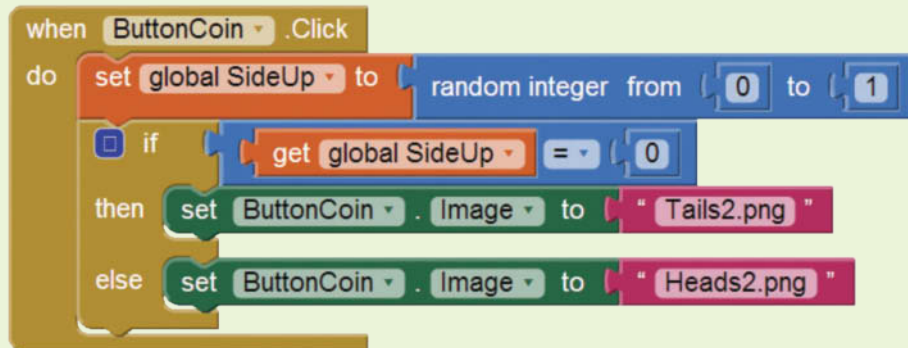 when ButtonCoin .Click
do set global SideUp to random integer from 0 to 1
if get global SideUp = 0
then set ButtonCoin . Image to “ Tails2.png ”
else set ButtonCoin . Image to “ Heads2.png ”